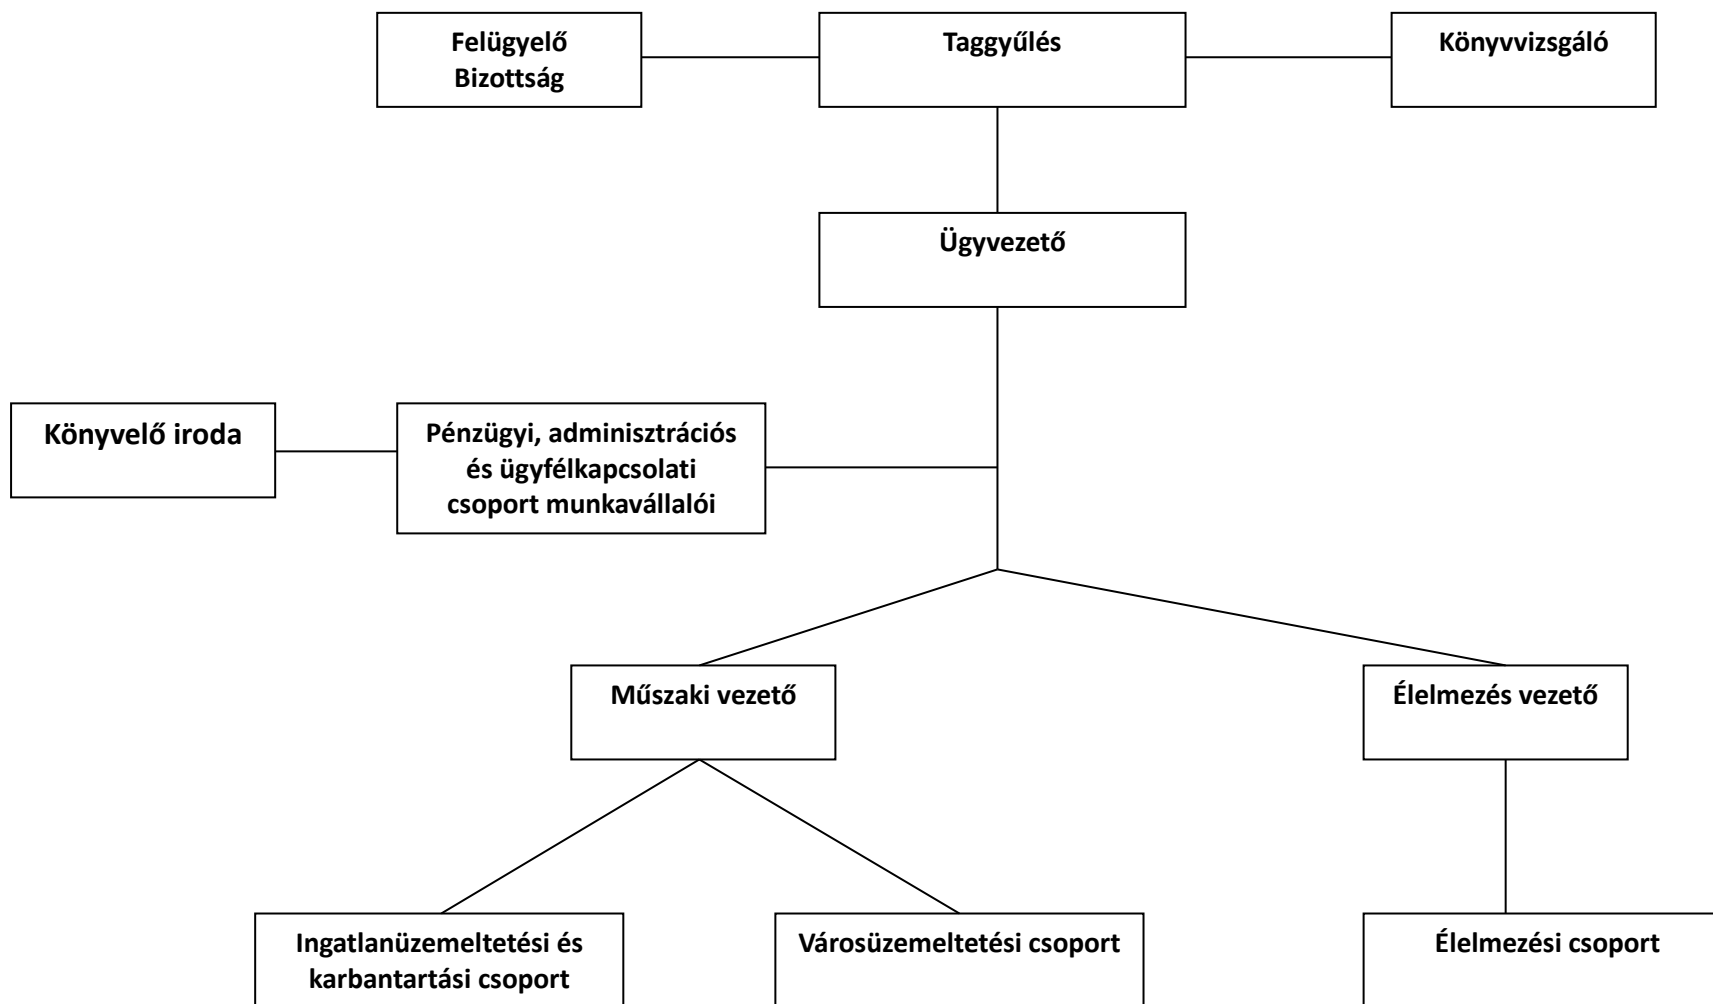 Felügyelő
Bizottság
Taggyűlés
Könyvvizsgáló
Ügyvezető
Könyvelő iroda
Pénzügyi, adminisztrációs
és ügyfélkapcsolati
csoport munkavállalói
Műszaki vezető
Élelmezés vezető
Ingatlanüzemeltetési és
karbantartási csoport
Városüzemeltetési csoport
Élelmezési csoport